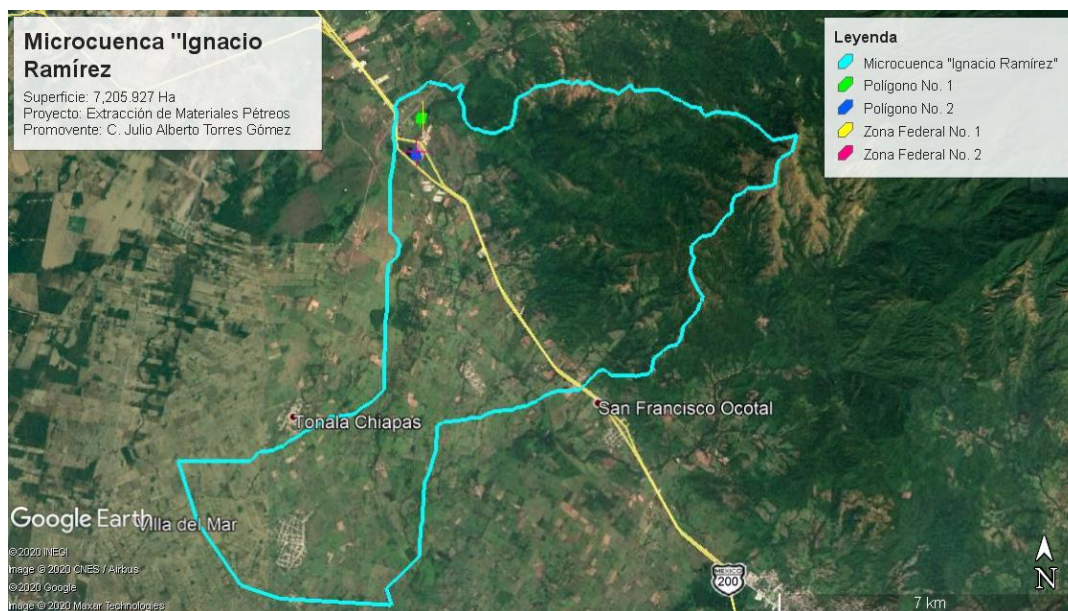 Microcuenca "Ignacio
Ramírez
Superficie: 7,205.927 Ha
Proyecto: Extracción de Materiales Pétreos
Promovente: C. Julio Alberto Torres Gómez
Leyenda
Microcuenca "Ignacio Ramírez"
Polígono No. 1
Polígono No. 2
Zona Federal No. 1
Zona Federal No. 2
Tonala Chiapas
San Francisco Ocotal
Google Earth
Villa del Mar
©2020 INEGI
Image © 2020 CNES / Airbus
©2020 Google
Image © 2020 Maxar Technologies
MEXICO
200
N
7 km